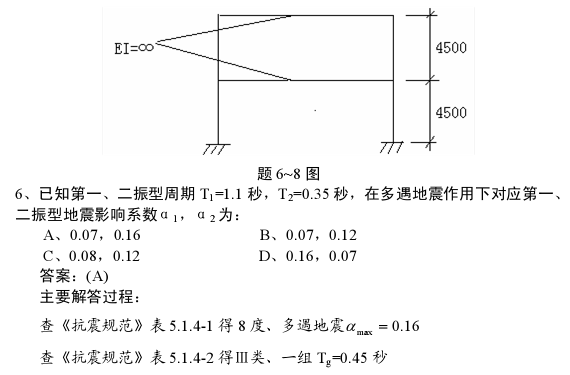 EI=∞
4500
4500
题 6~8 图
6、已知第一、二振型周期 T₁=1.1 秒，T₂=0.35 秒，在多遇地震作用下对应第一、
二振型地震影响系数α₁，α₂为：
A、0.07，0.16 B、0.07，0.12
C、0.08，0.12 D、0.16，0.07
答案：(A)
主要解答过程：
查《抗震规范》表 5.1.4-1 得 8 度、多遇地震 αmax = 0.16
查《抗震规范》表 5.1.4-2 得Ⅲ类、一组 Tg=0.45 秒